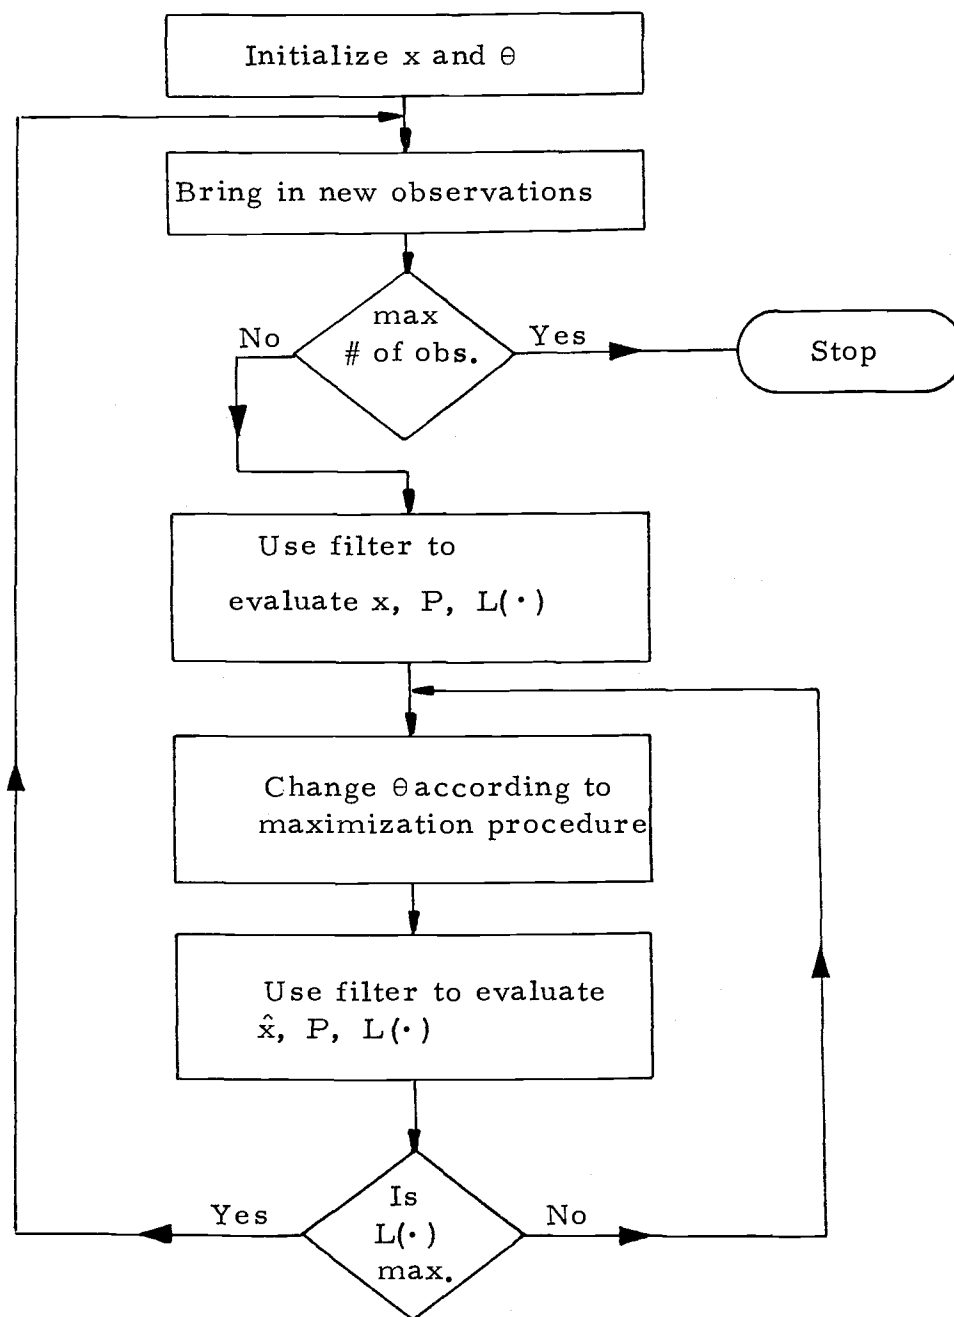 Initialize x and θ
Bring in new observations
max
# of obs.
No
Yes
Stop
Use filter to
evaluate x, P, L(·)
Change θ according to
maximization procedure
Use filter to evaluate
x̂, P, L(·)
Is
L(·)
max.
Yes
No